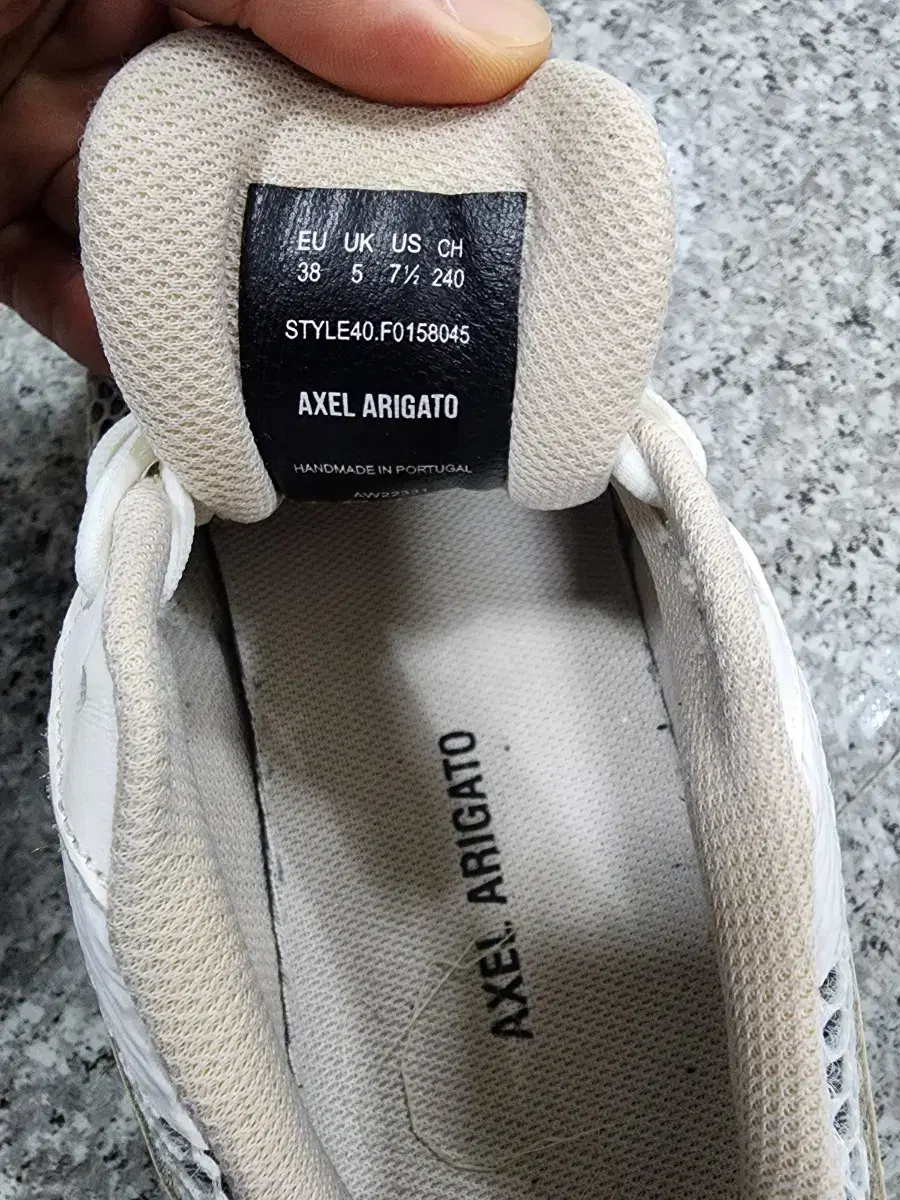 EU UK US CH
38 5 7½ 240
STYLE40.F0158045
AXEL ARIGATO
HANDMADE IN PORTUGAL
AXEL ARIGATO